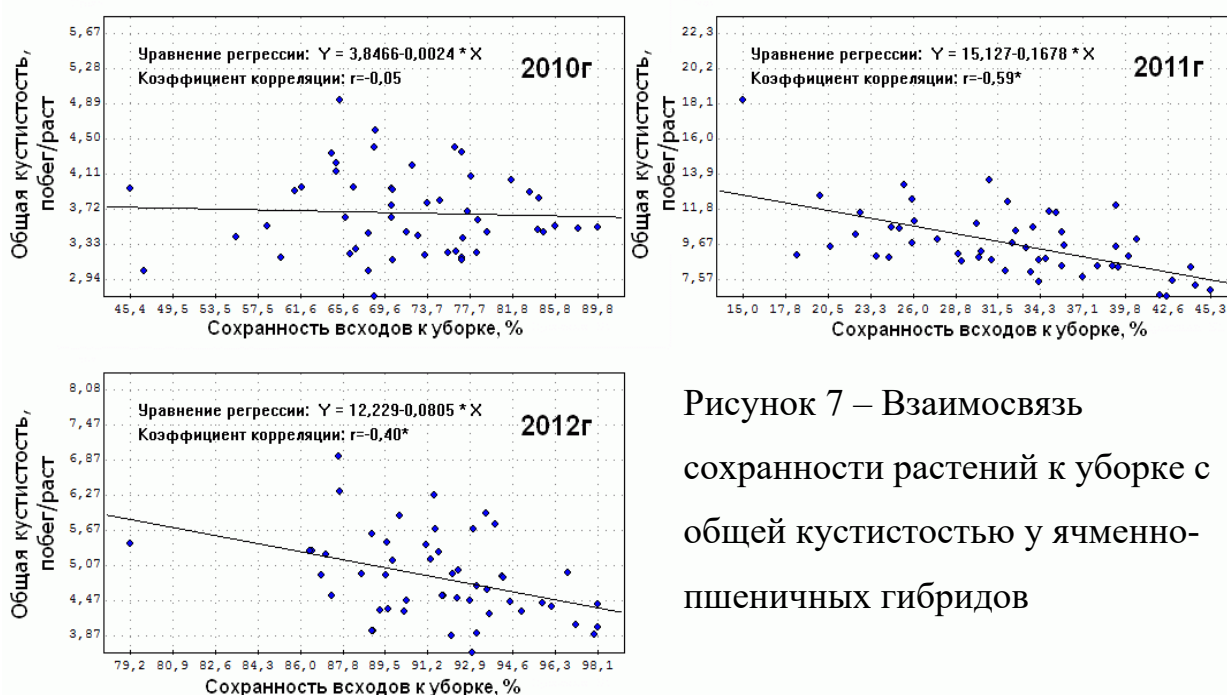 5,67
5,28
4,89
4,50
4,11
3,72
3,33
2,94
Общая кустистость,
побег/раст
Уравнение регрессии: Y = 3,8466-0,0024 * X
Коэффициент корреляции: r=-0,05
2010г
45,4 49,5 53,5 57,5 61,6 65,6 69,6 73,7 77,7 81,8 85,8 89,8
Сохранность всходов к уборке, %
22,3
20,2
18,1
16,0
13,9
11,8
9,67
7,57
Общая кустистость,
побег/раст
Уравнение регрессии: Y = 15,127-0,1678 * X
Коэффициент корреляции: r=-0,59*
2011г
15,0 17,8 20,5 23,3 26,0 28,8 31,6 34,3 37,1 39,8 42,6 45,3
Сохранность всходов к уборке, %
8,08
7,47
6,87
6,27
5,67
5,07
4,47
3,87
Общая кустистость,
побег/раст
Уравнение регрессии: Y = 12,229-0,0805 * X
Коэффициент корреляции: r=-0,40*
2012г
79,2 80,9 82,6 84,3 86,0 87,8 89,5 91,2 92,9 94,6 96,3 98,1
Сохранность всходов к уборке, %
Рисунок 7 – Взаимосвязь
сохранности растений к уборке с
общей кустистостью у ячменно-
пшеничных гибридов